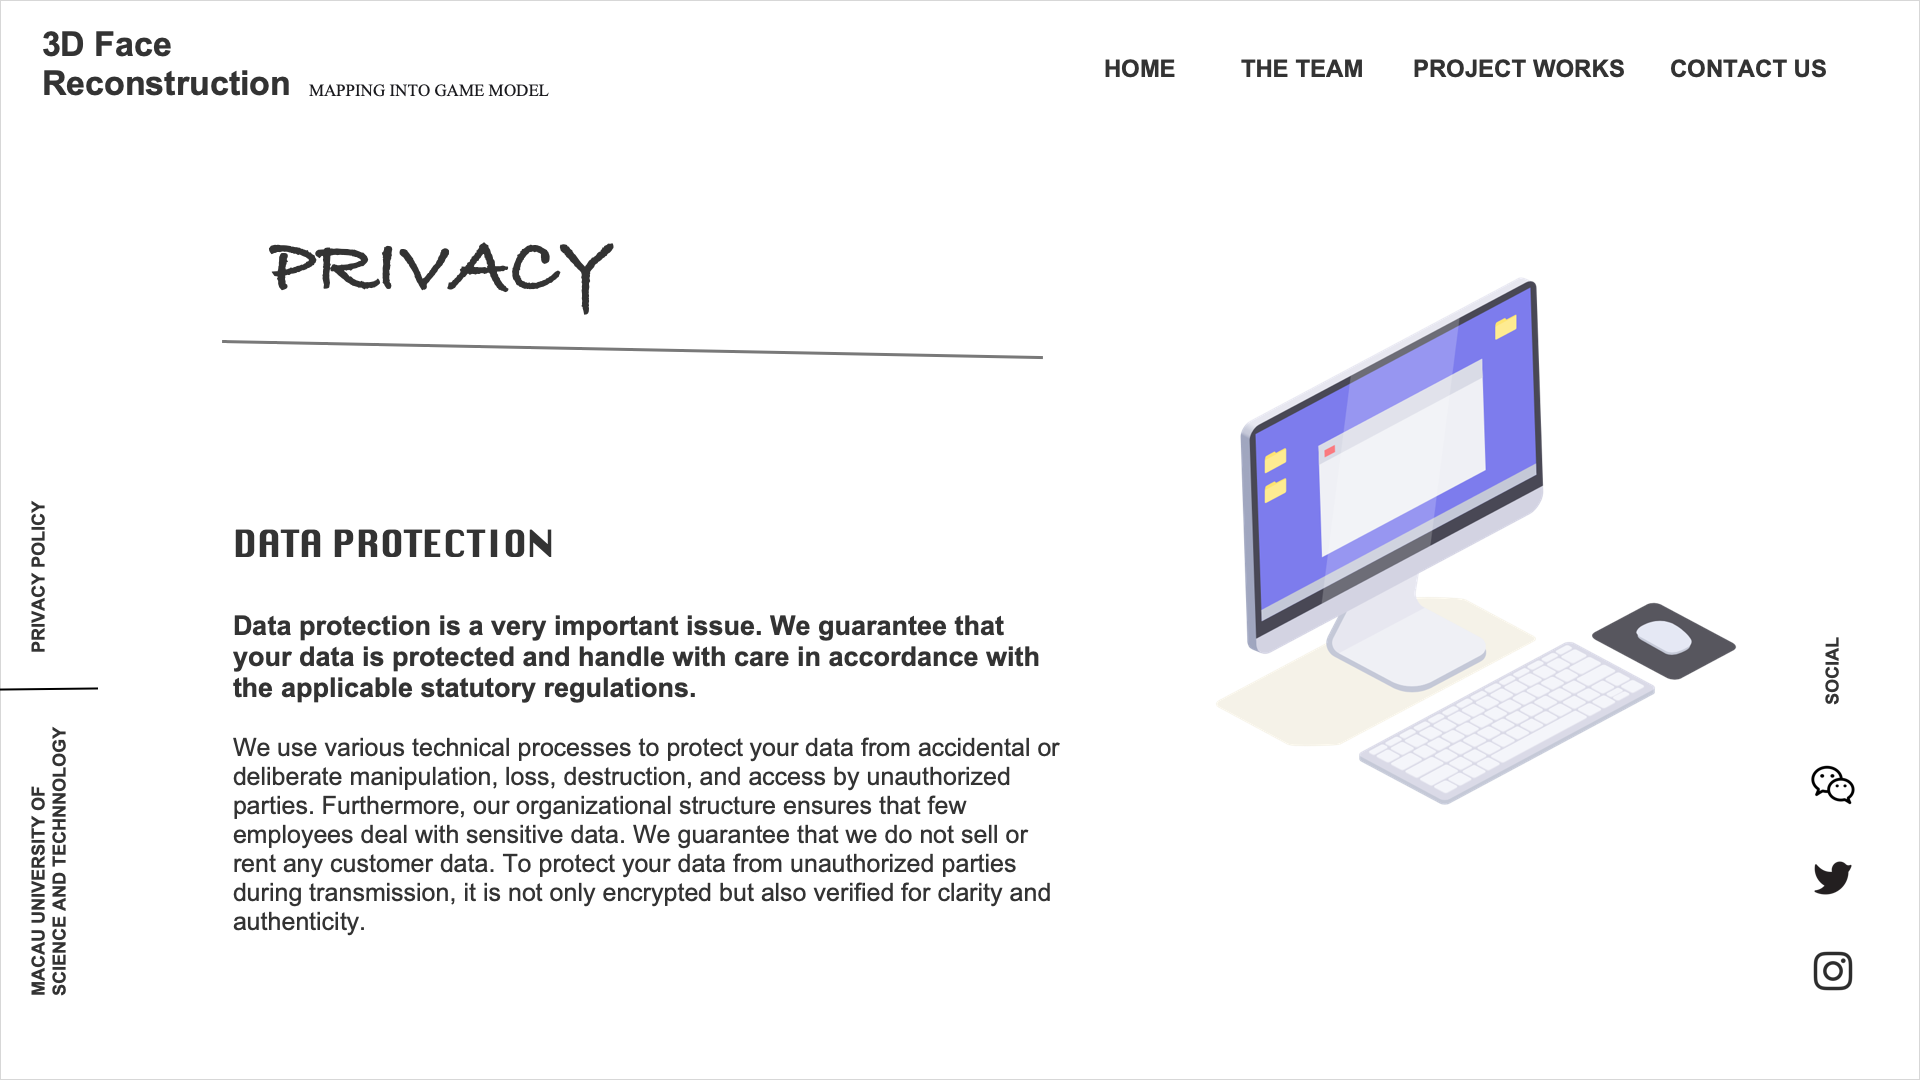 3D Face
Reconstruction MAPPING INTO GAME MODEL
HOME THE TEAM PROJECT WORKS CONTACT US
PRIVACY
DATA PROTECTION
Data protection is a very important issue. We guarantee that
your data is protected and handle with care in accordance with
the applicable statutory regulations.
We use various technical processes to protect your data from accidental or
deliberate manipulation, loss, destruction, and access by unauthorized
parties. Furthermore, our organizational structure ensures that few
employees deal with sensitive data. We guarantee that we do not sell or
rent any customer data. To protect your data from unauthorized parties
during transmission, it is not only encrypted but also verified for clarity and
authenticity.
PRIVACY POLICY
MACAU UNIVERSITY OF
SCIENCE AND TECHNNOLOGY
SOCIAL